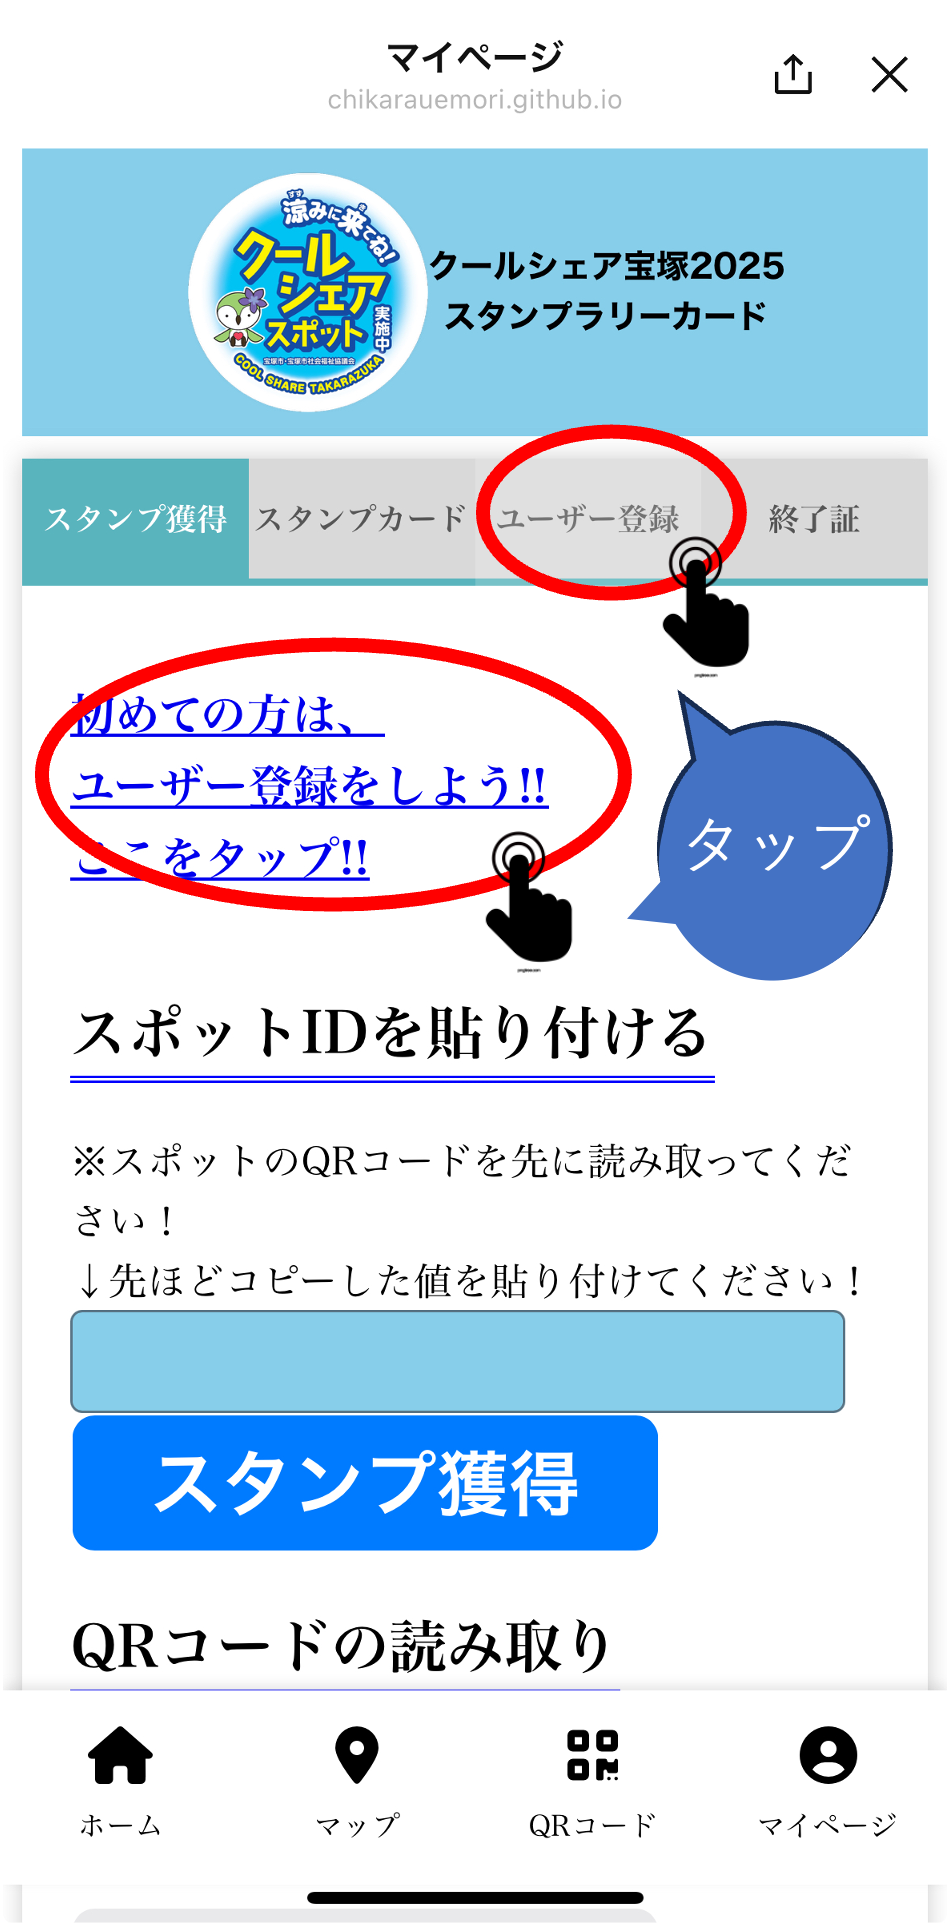 マイページ
chikarauemori.github.io
涼みに来てね!
すず
き
クール
シェア
スポット
実施中
宝塚市・宝塚市社会福祉協議会
COOL SHARE TAKARAZUKA
クールシェア宝塚2025
スタンプラリーカード
スタンプ獲得
スタンプカード
ユーザー登録
終了証
初めての方は、
ユーザー登録をしよう!!
ここをタップ!!
タップ
スポットIDを貼り付ける
※スポットのQRコードを先に読み取ってくだ
さい！
↓先ほどコピーした値を貼り付けてください！
スタンプ獲得
QRコードの読み取り
ホーム
マップ
QRコード
マイページ